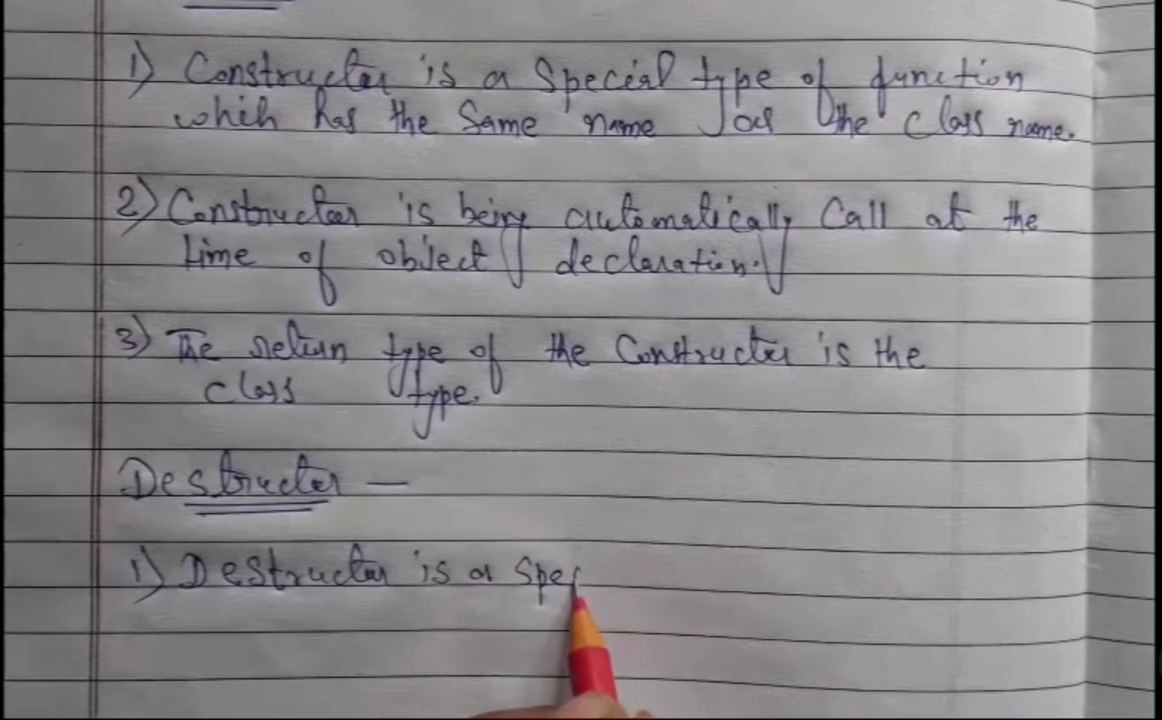 1) Constructor is a Special type of function
which has the Same name as the class name.
2) Constructor is being automatically Call at the
time of object declaration.
3) The return type of the Constructor is the
class type.
Destructor —
1) Destructor is a Spec